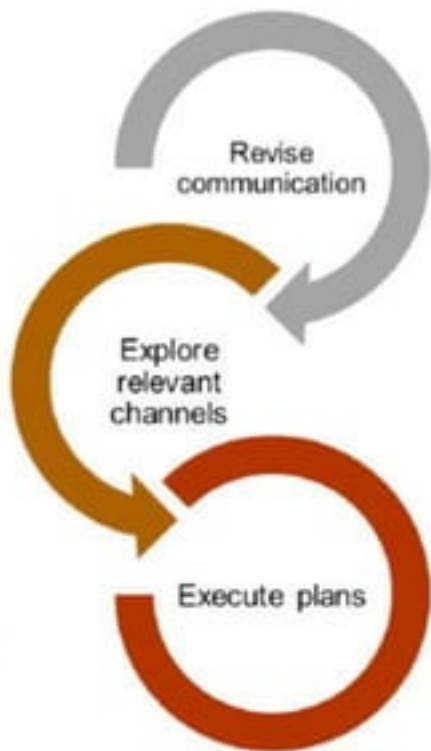 Revise
communication
Explore
relevant
channels
Execute plans